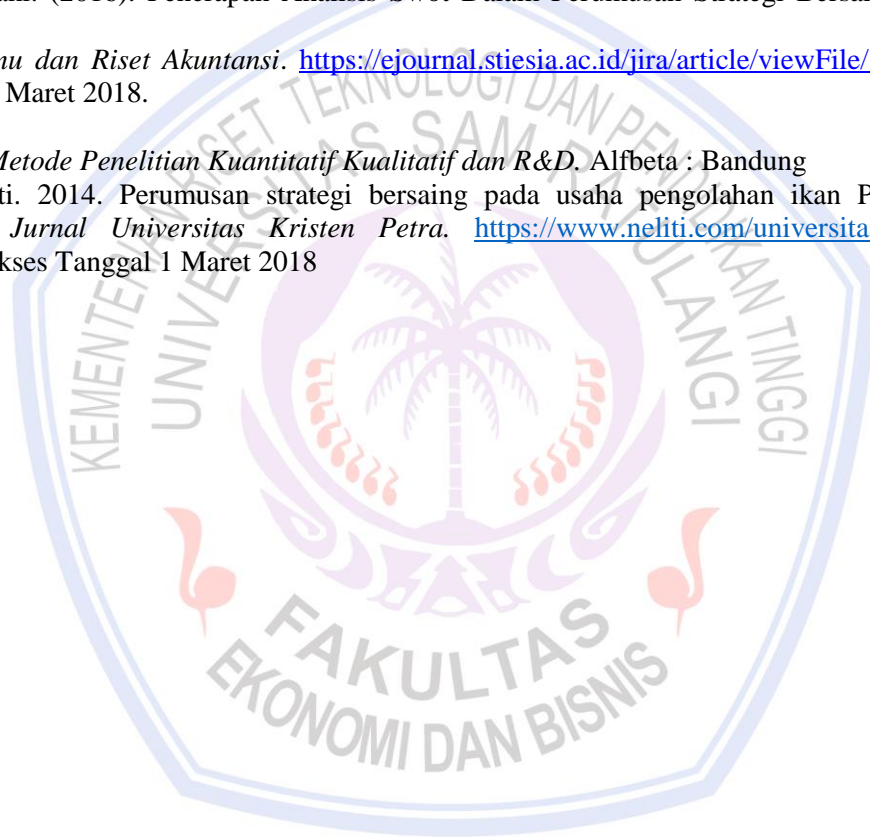 (2018). Penerapan Analisis Swot Dalam Perumusan Strategi
dan Riset Akuntansi. https://ejournal.stiesia.ac.id/jira/article/viewFile/
Maret 2018.
Metode Penelitian Kuantitatif Kualitatif dan R&D. Alfbeta : Bandung
ti. 2014. Perumusan strategi bersaing pada usaha pengolahan ikan P
Jurnal Universitas Kristen Petra. https://www.neliti.com/universita
kses Tanggal 1 Maret 2018
KEMENTERIAN RISET TEKNOLOGI DAN PENDIDIKAN TINGGI
UNIVERSITAS SAM RATULANGI
FAKULTAS
EKONOMI DAN BISNIS